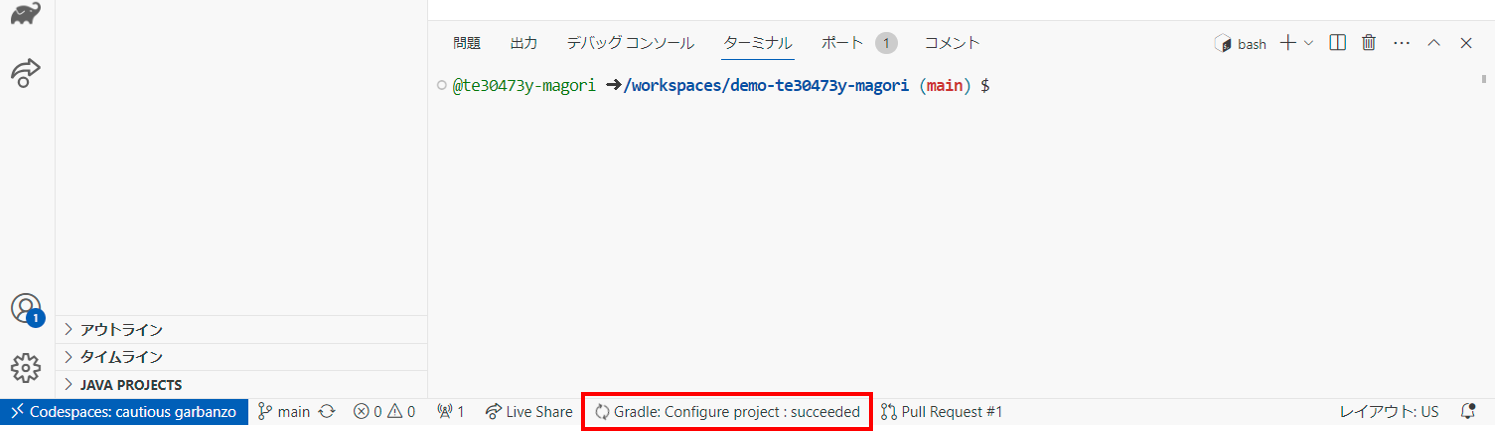 問題 出力 デバッグ コンソール ターミナル ポート 1 コメント bash
@te30473y-magori ➜/workspaces/demo-te30473y-magori (main) $
1
アウトライン
タイムライン
JAVA PROJECTS
Codespaces: cautious garbanzo main 0 0 1 Live Share Gradle: Configure project : succeeded Pull Request #1 レイアウト: US